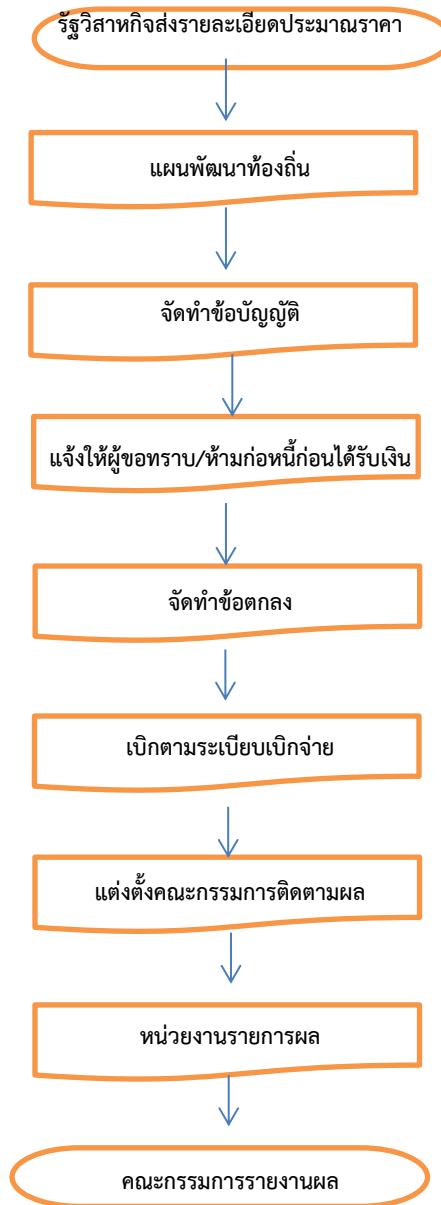 รัฐวิสาหกิจส่งรายละเอียดประมาณราคา
แผนพัฒนาท้องถิ่น
จัดทำข้อบัญญัติ
แจ้งให้ผู้ขอทราบ/ห้ามก่อหนี้ก่อนได้รับเงิน
จัดทำข้อตกลง
เบิกตามระเบียบเบิกจ่าย
แต่งตั้งคณะกรรมการติดตามผล
หน่วยงานรายการผล
คณะกรรมการรายงานผล